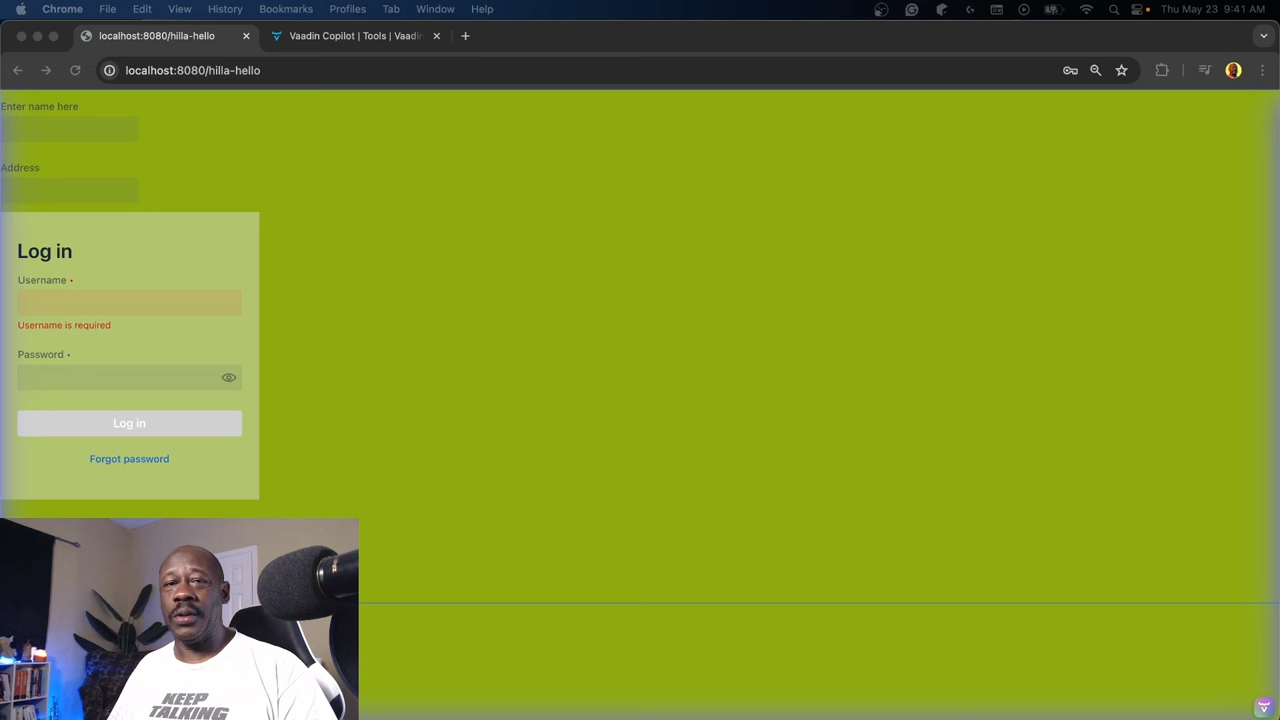 Chrome File Edit View History Bookmarks Profiles Tab Window Help Thu May 23 9:41 AM
localhost:8080/hilla-hello Vaadin Copilot | Tools | Vaadin
localhost:8080/hilla-hello
Enter name here
Address
Log in
Username •
Username is required
Password •
Log in
Forgot password
KEEP
TALKING